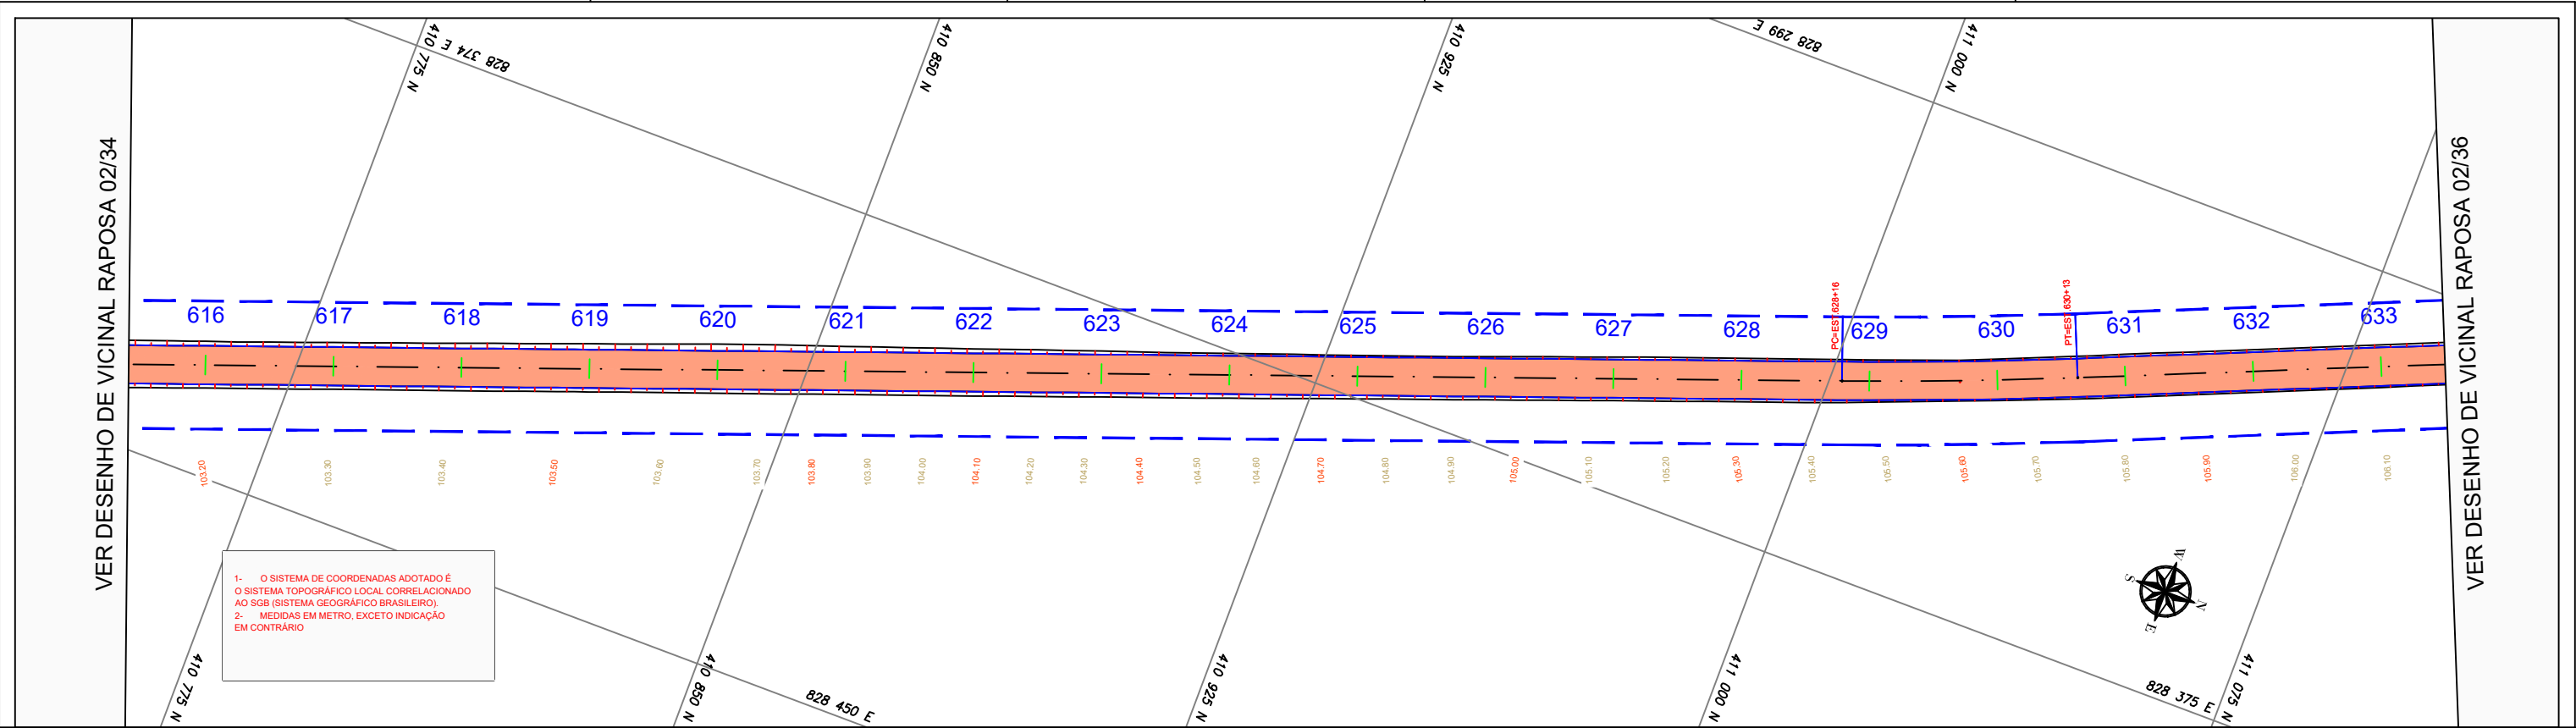 410 775 N
828 374 E
410 850 N
410 925 N
828 299 E
411 000 N
VER DESENHO DE VICINAL RAPOSA 02/34
VER DESENHO DE VICINAL RAPOSA 02/36
PC=EST.628+16
PT=EST.630+13
616 617 618 619 620 621 622 623 624 625 626 627 628 629 630 631 632 633
103.20 103.30 103.40 103.50 103.60 103.70 103.80 103.90 104.00 104.10 104.20 104.30 104.40 104.50 104.60 104.70 104.80 104.90 105.00 105.10 105.20 105.30 105.40 105.50 105.60 105.70 105.80 105.90 106.00 106.10
1- O SISTEMA DE COORDENADAS ADOTADO É
O SISTEMA TOPOGRÁFICO LOCAL CORRELACIONADO
AO SGB (SISTEMA GEOGRÁFICO BRASILEIRO).
2- MEDIDAS EM METRO, EXCETO INDICAÇÃO
EM CONTRÁRIO
W
S
N
E
410 775 N
410 850 N
828 450 E
410 925 N
411 000 N
828 375 E
411 075 N